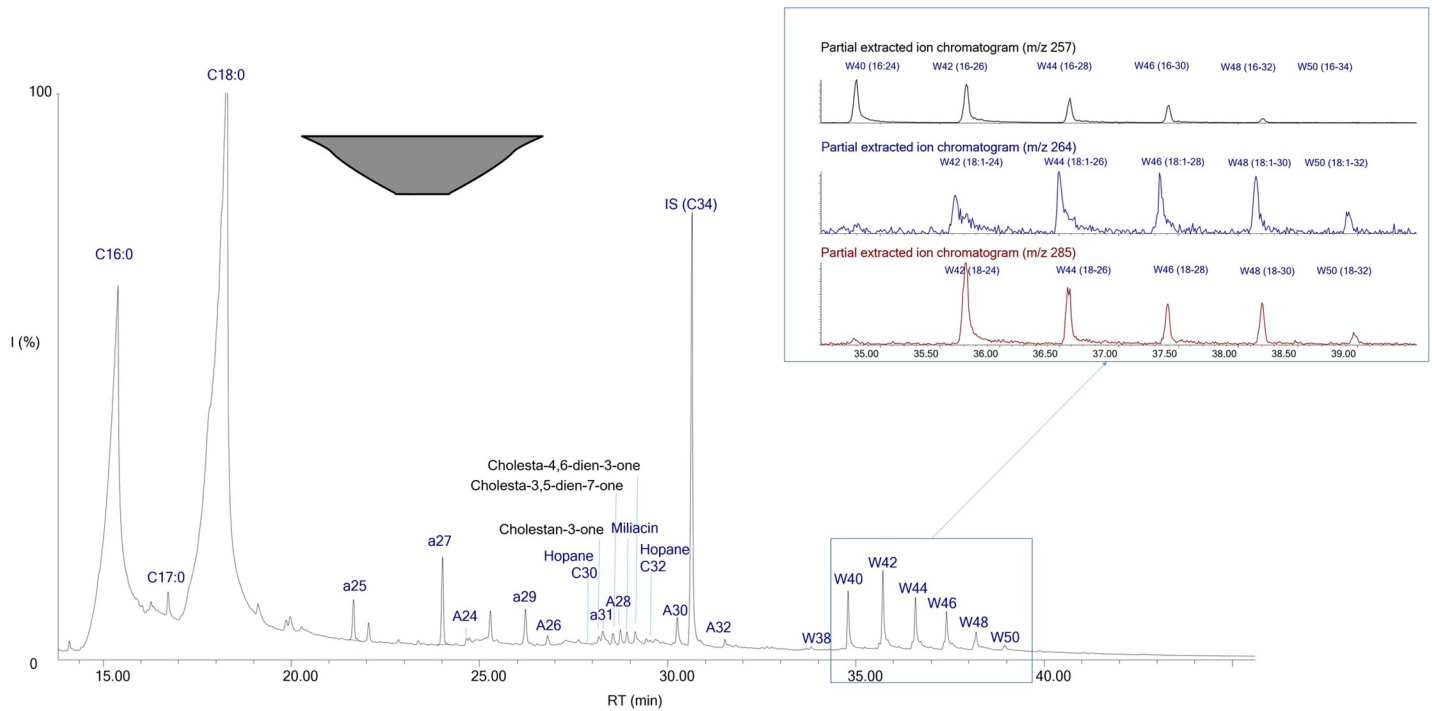 100
I (%)
0
C16:0
C17:0
C18:0
a25
a27
A24
a29
A26
Cholesta-4,6-dien-3-one
Cholesta-3,5-dien-7-one
Cholestan-3-one
Miliacin
Hopane
C30
Hopane
C32
a31
A28
A30
IS (C34)
A32
W38
W40
W42
W44
W46
W48
W50
15.00 20.00 25.00 30.00 35.00 40.00
RT (min)
Partial extracted ion chromatogram (m/z 257)
W40 (16:24) W42 (16-26) W44 (16-28) W46 (16-30) W48 (16-32) W50 (16-34)
Partial extracted ion chromatogram (m/z 264)
W42 (18:1-24) W44 (18:1-26) W46 (18:1-28) W48 (18:1-30) W50 (18:1-32)
Partial extracted ion chromatogram (m/z 285)
W42 (18-24) W44 (18-26) W46 (18-28) W48 (18-30) W50 (18-32)
35.00 35.50 36.00 36.50 37.00 37.50 38.00 38.50 39.00